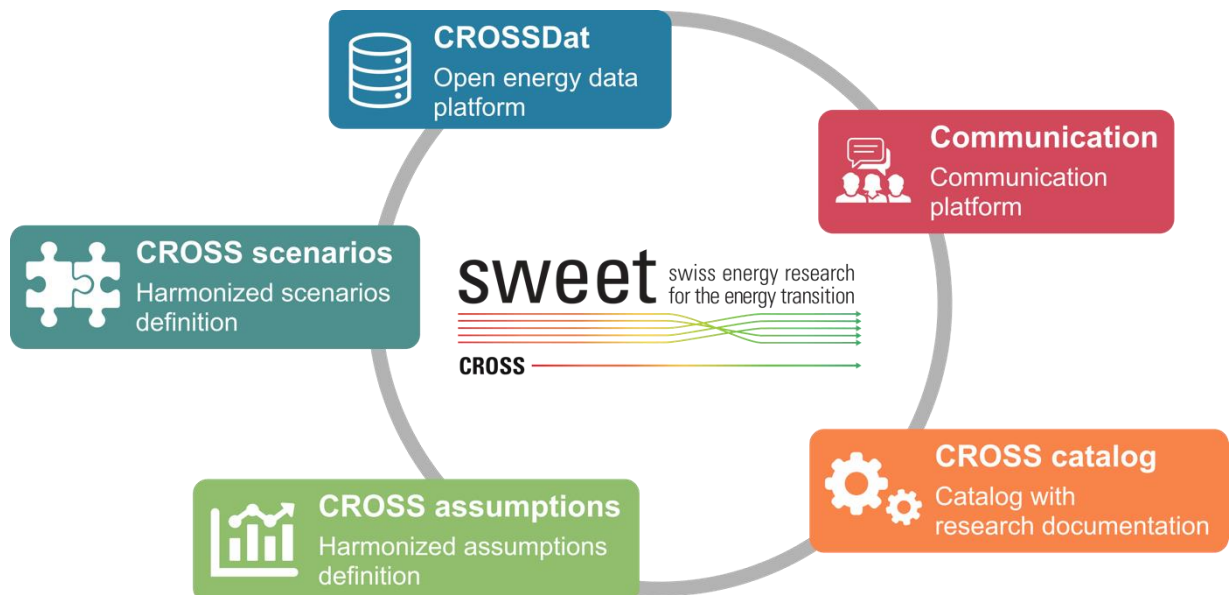 CROSSDat
Open energy data
platform
Communication
Communication
platform
CROSS scenarios
Harmonized scenarios
definition
sweet
swiss energy research
for the energy transition
CROSS
CROSS catalog
Catalog with
research documentation
CROSS assumptions
Harmonized assumptions
definition